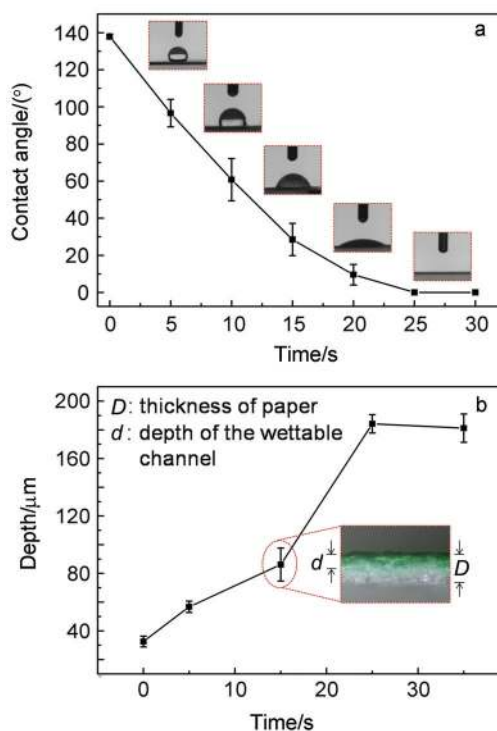 a
140
120
100
80
60
40
20
0
Contact angle/(°)
0 5 10 15 20 25 30
Time/s
b
D: thickness of paper
d: depth of the wettable
channel
200
160
120
80
40
Depth/μm
d
D
0 10 20 30
Time/s